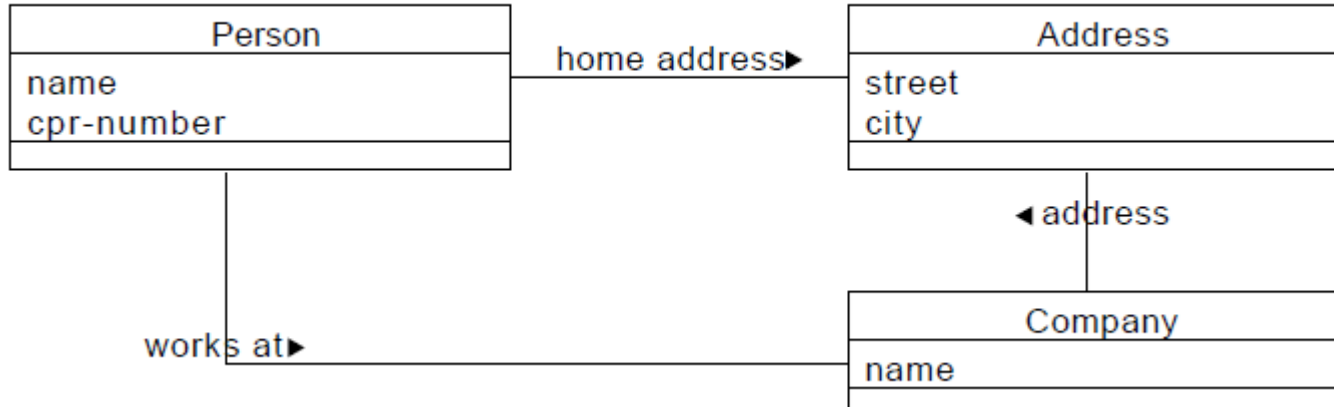 Person
name
cpr-number
home address▶
Address
street
city
◀ address
works at▶
Company
name